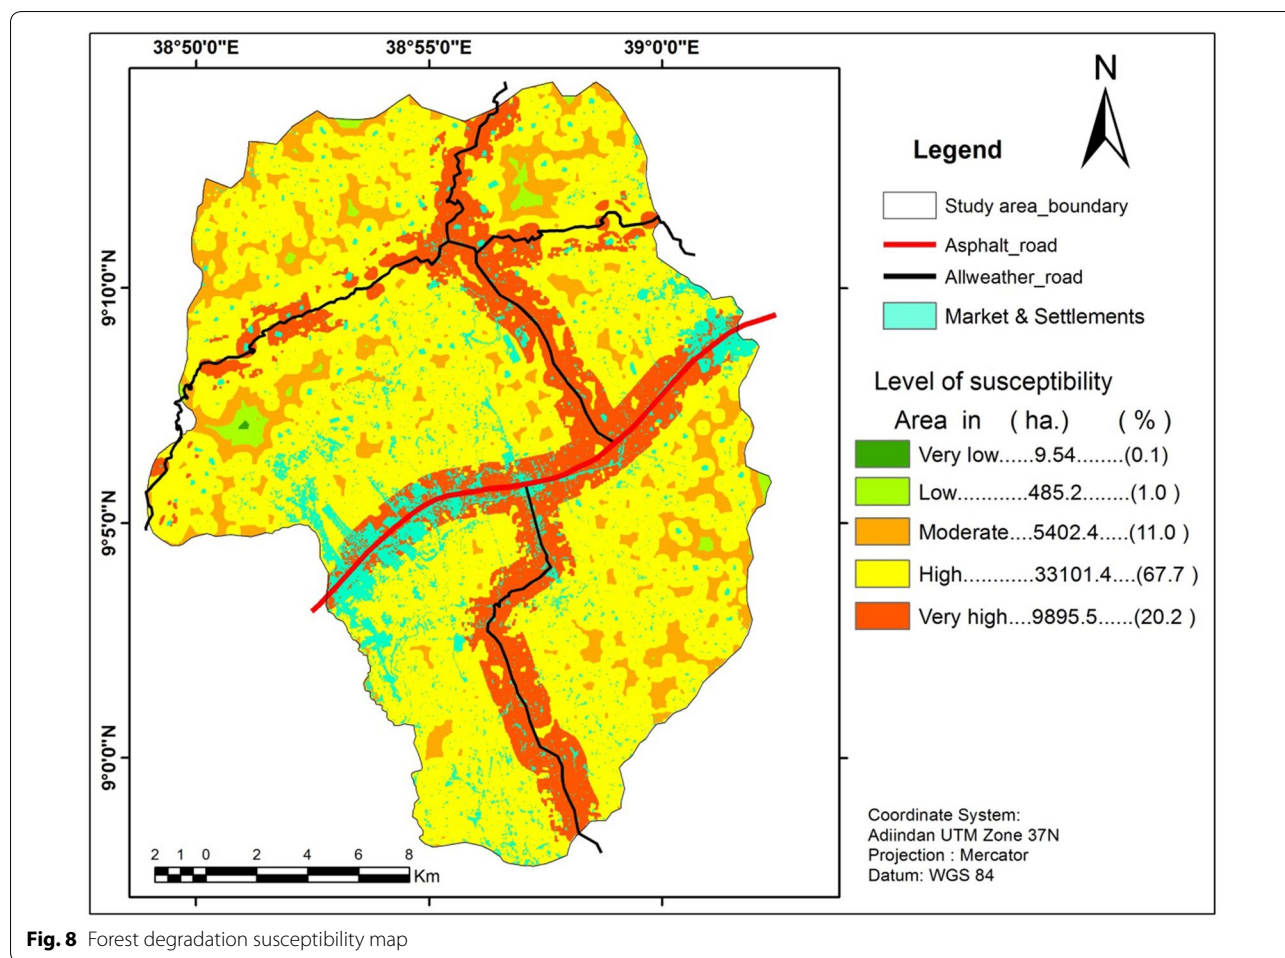 38°50'0"E 38°55'0"E 39°0'0"E
N
Legend
Study area_boundary
Asphalt_road
Allweather_road
Market & Settlements
Level of susceptibility
Area in ( ha.) ( % )
Very low.....9.54........(0.1)
Low............485.2.......(1.0 )
Moderate....5402.4.....(11.0 )
High............33101.4....(67.7 )
Very high....9895.5......(20.2 )
9°10'0"N
9°5'0"N
9°0'0"N
2 1 0 2 4 6 8
Km
Coordinate System:
Adiindan UTM Zone 37N
Projection : Mercator
Datum: WGS 84
Fig. 8 Forest degradation susceptibility map